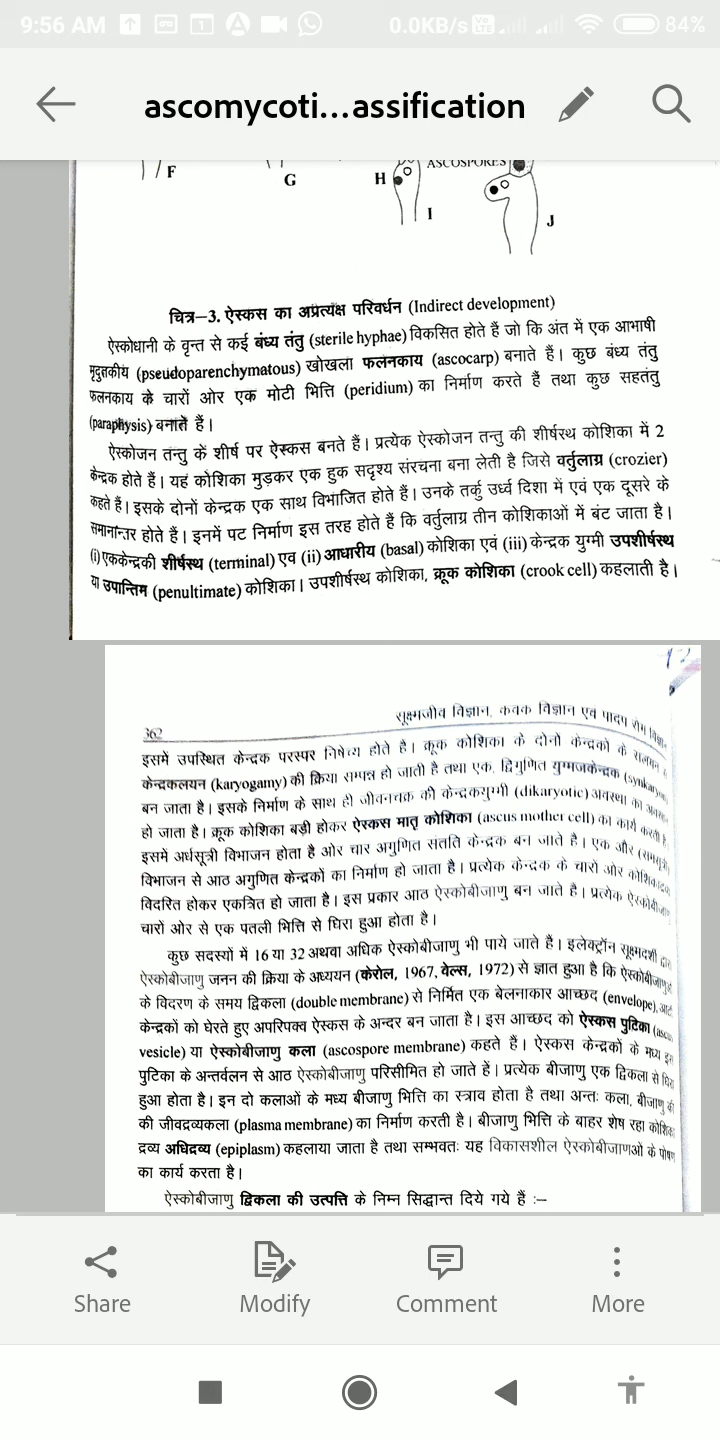 9:56 AM
0.0KB/s
Vo LTE
84%
ascomycoti...assification
F
G
H
ASCOSPORES
I
J
चित्र–3. ऐस्कस का अप्रत्यक्ष परिवर्धन (Indirect development)
ऐस्कोधानी के वृन्त से कई बंध्य तंतु (sterile hyphae) विकसित होते हैं जो कि अंत में एक आभाषी
मृदुत्तकीय (pseudoparenchymatous) खोखला फलनकाय (ascocarp) बनाते हैं। कुछ बंध्य तंतु
फलनकाय के चारों ओर एक मोटी भित्ति (peridium) का निर्माण करते हैं तथा कुछ सहतंतु
(paraphysis) बनाते हैं।
ऐस्कोजन तन्तु के शीर्ष पर ऐस्कस बनते हैं। प्रत्येक ऐस्कोजन तन्तु की शीर्षरथ कोशिका में 2
केन्द्रक होते हैं। यह कोशिका मुड़कर एक हुक सदृश्य संरचना बना लेती है जिसे वर्तुलाग्र (crozier)
कहते हैं। इसके दोनों केन्द्रक एक साथ विभाजित होते हैं। उनके तर्कु उर्ध्व दिशा में एवं एक दूसरे के
समानान्तर होते हैं। इनमें पट निर्माण इस तरह होते हैं कि वर्तुलाग्र तीन कोशिकाओं में बंट जाता है।
(i) एककेन्द्रकी शीर्षस्थ (terminal) एव (ii) आधारीय (basal) कोशिका एवं (iii) केन्द्रक युग्मी उपशीर्षस्थ
या उपान्तिम (penultimate) कोशिका। उपशीर्षस्थ कोशिका, क्रूक कोशिका (crook cell) कहलाती है।
362
सूक्ष्मजीव विज्ञान, कवक विज्ञान एवं पादप रोग विज्ञान
इसमें उपस्थित केन्द्रक परस्पर निषेच्य होते है। क्रूक कोशिका के दोनो केन्द्रको के
केन्द्रकलयन (karyogamy) की क्रिया सम्पन्न हो जाती है तथा एक, द्विगुणित युग्मजकेन्द्रक
बन जाता है। इसके निर्माण के साथ ही जीवनचक्र की केन्द्रकयुग्मी (dikaryotic) अवस्था का
हो जाता है। क्रूक कोशिका बड़ी होकर ऐस्कस मातृ कोशिका (ascus mother cell) का कार्य करती है
इसमें अर्धसूत्री विभाजन होता है ओर चार अगुणित संतति केन्द्रक बन जाते है। एक और
विभाजन से आठ अगुणित केन्द्रकों का निर्माण हो जाता है। प्रत्येक केन्द्रक के चारो ओर
विदरित होकर एकत्रित हो जाता है। इस प्रकार आठ ऐस्कोबीजाणु बन जाते है। प्रत्येक
चारों ओर से एक पतली भित्ति से घिरा हुआ होता है।
कुछ सदस्यों में 16 या 32 अथवा अधिक ऐस्कोबीजाणु भी पाये जाते हैं। इलेक्ट्रॉन सूक्ष्मदर्शी द्वारा
ऐस्कोबीजाणु जनन की क्रिया के अध्ययन (केरोल, 1967, वेल्स, 1972) से ज्ञात हुआ है कि
के विदरण के समय द्विकला (double membrane) से निर्मित एक बेलनाकार आच्छद (envelope),
केन्द्रकों को घेरते हुए अपरिपक्व ऐस्कस के अन्दर बन जाता है। इस आच्छद को ऐस्कस पुटिका (ascus
vesicle) या ऐस्कोबीजाणु कला (ascospore membrane) कहते हैं। ऐस्कस केन्द्रकों के मध्य इस
पुटिका के अन्तर्वलन से आठ ऐस्कोबीजाणु परिसीमित हो जाते हें। प्रत्येक बीजाणु एक द्विकला से घिरा
हुआ होता है। इन दो कलाओं के मध्य बीजाणु भित्ति का स्त्राव होता है तथा अन्तः कला, बीजाणु की
की जीवद्रव्यकला (plasma membrane) का निर्माण करती है। बीजाणु भित्ति के बाहर शेष रहा
द्रव्य अधिद्रव्य (epiplasm) कहलाया जाता है तथा सम्भवतः यह विकासशील ऐस्कोबीजाणओं के पोषण
का कार्य करता है।
ऐस्कोबीजाणु द्विकला की उत्पत्ति के निम्न सिद्धान्त दिये गये हैं :–
Share
Modify
Comment
More